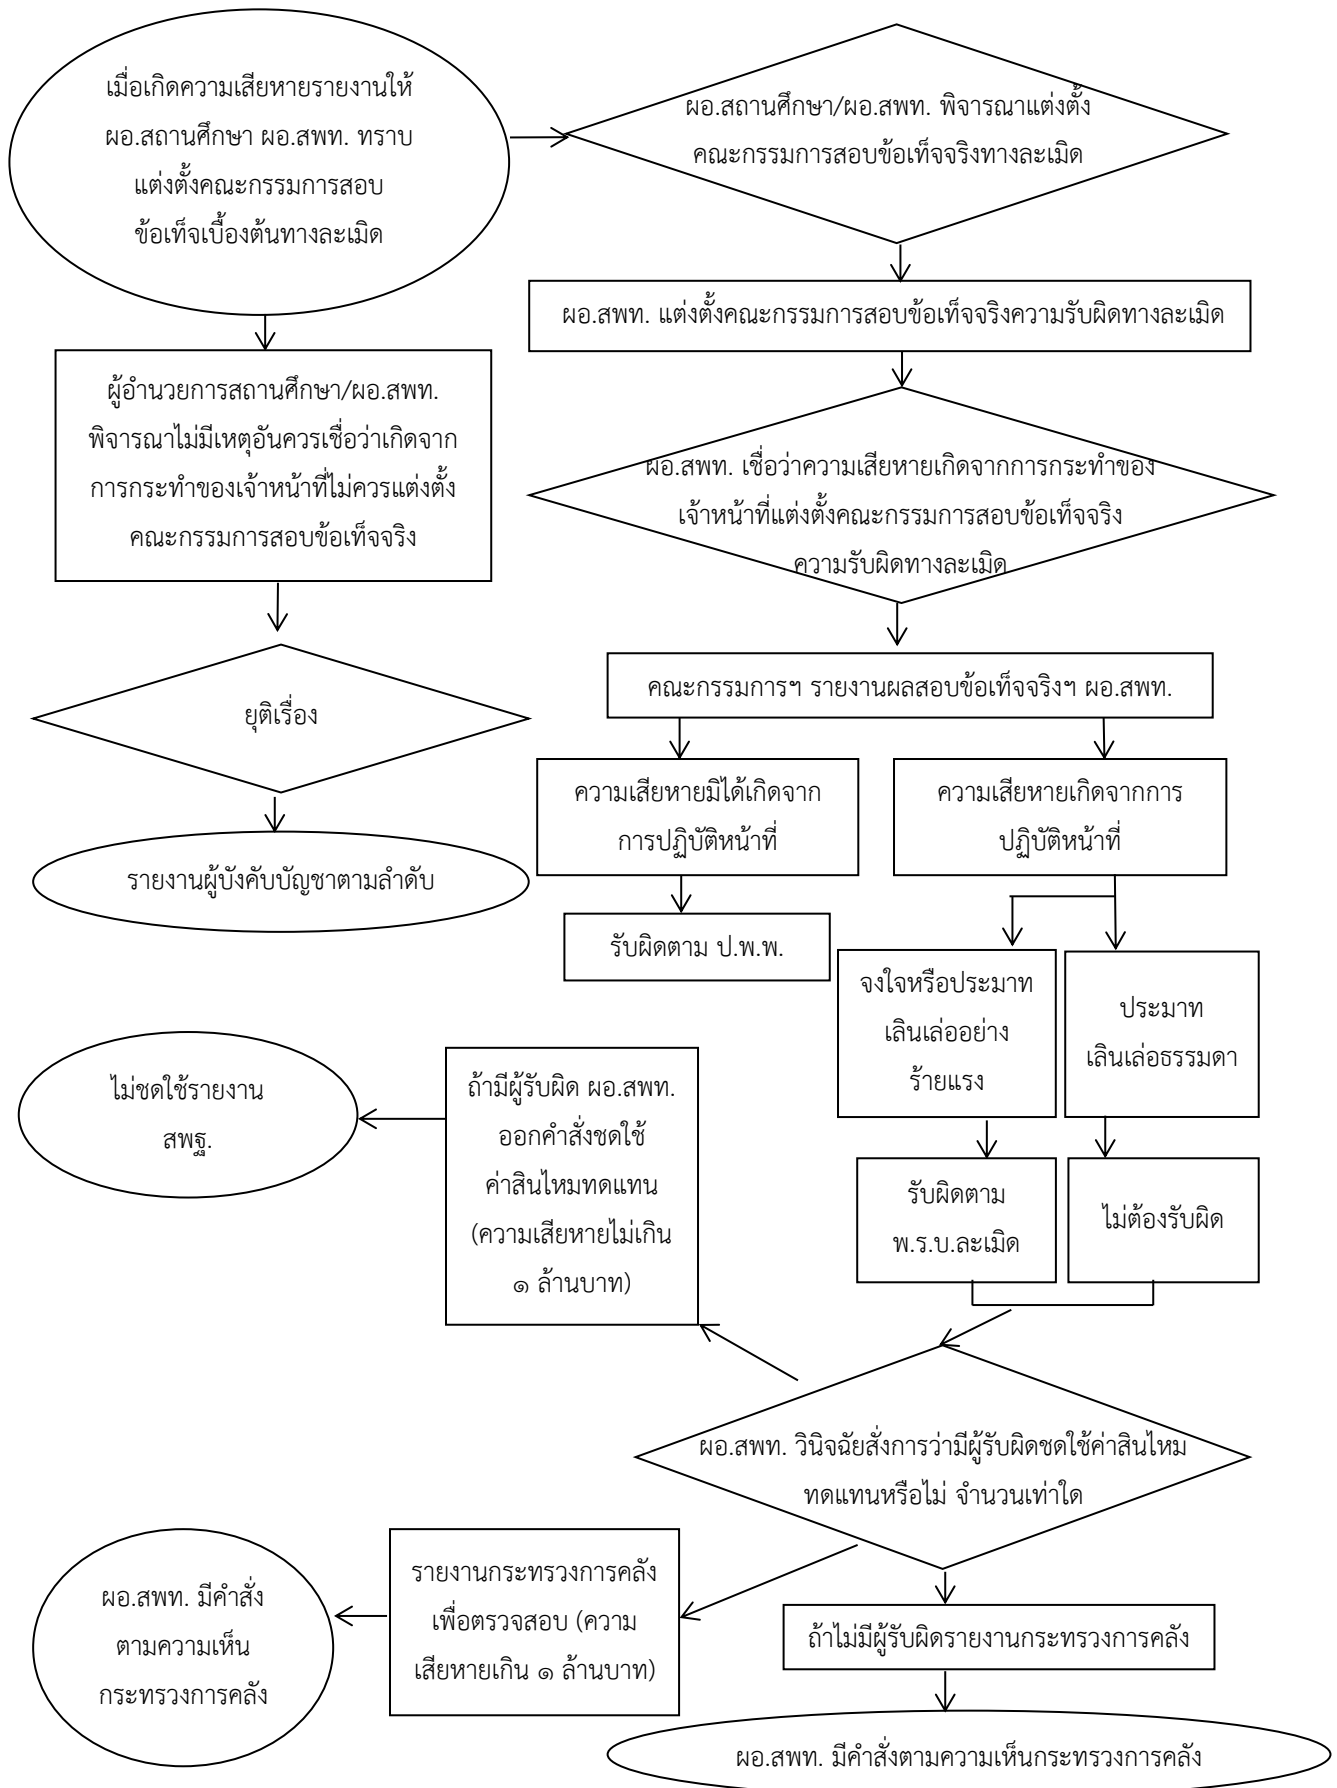 เมื่อเกิดความเสียหายรายงานให้
ผอ.สถานศึกษา ผอ.สพท. ทราบ
แต่งตั้งคณะกรรมการสอบ
ข้อเท็จเบื้องต้นทางละเมิด
ผอ.สถานศึกษา/ผอ.สพท. พิจารณาแต่งตั้ง
คณะกรรมการสอบข้อเท็จจริงทางละเมิด
ผอ.สพท. แต่งตั้งคณะกรรมการสอบข้อเท็จจริงความรับผิดทางละเมิด
ผู้อำนวยการสถานศึกษา/ผอ.สพท.
พิจารณาไม่มีเหตุอันควรเชื่อว่าเกิดจาก
การกระทำของเจ้าหน้าที่ไม่ควรแต่งตั้ง
คณะกรรมการสอบข้อเท็จจริง
ผอ.สพท. เชื่อว่าความเสียหายเกิดจากการกระทำของ
เจ้าหน้าที่แต่งตั้งคณะกรรมการสอบข้อเท็จจริง
ความรับผิดทางละเมิด
ยุติเรื่อง
รายงานผู้บังคับบัญชาตามลำดับ
คณะกรรมการฯ รายงานผลสอบข้อเท็จจริงฯ ผอ.สพท.
ความเสียหายมิได้เกิดจาก
การปฏิบัติหน้าที่
ความเสียหายเกิดจากการ
ปฏิบัติหน้าที่
รับผิดตาม ป.พ.พ.
จงใจหรือประมาท
เลินเล่ออย่าง
ร้ายแรง
ประมาท
เลินเล่อธรรมดา
รับผิดตาม
พ.ร.บ.ละเมิด
ไม่ต้องรับผิด
ถ้ามีผู้รับผิด ผอ.สพท.
ออกคำสั่งชดใช้
ค่าสินไหมทดแทน
(ความเสียหายไม่เกิน
๑ ล้านบาท)
ไม่ชดใช้รายงาน
สพฐ.
ผอ.สพท. วินิจฉัยสั่งการว่ามีผู้รับผิดชดใช้ค่าสินไหม
ทดแทนหรือไม่ จำนวนเท่าใด
รายงานกระทรวงการคลัง
เพื่อตรวจสอบ (ความ
เสียหายเกิน ๑ ล้านบาท)
ผอ.สพท. มีคำสั่ง
ตามความเห็น
กระทรวงการคลัง
ถ้าไม่มีผู้รับผิดรายงานกระทรวงการคลัง
ผอ.สพท. มีคำสั่งตามความเห็นกระทรวงการคลัง